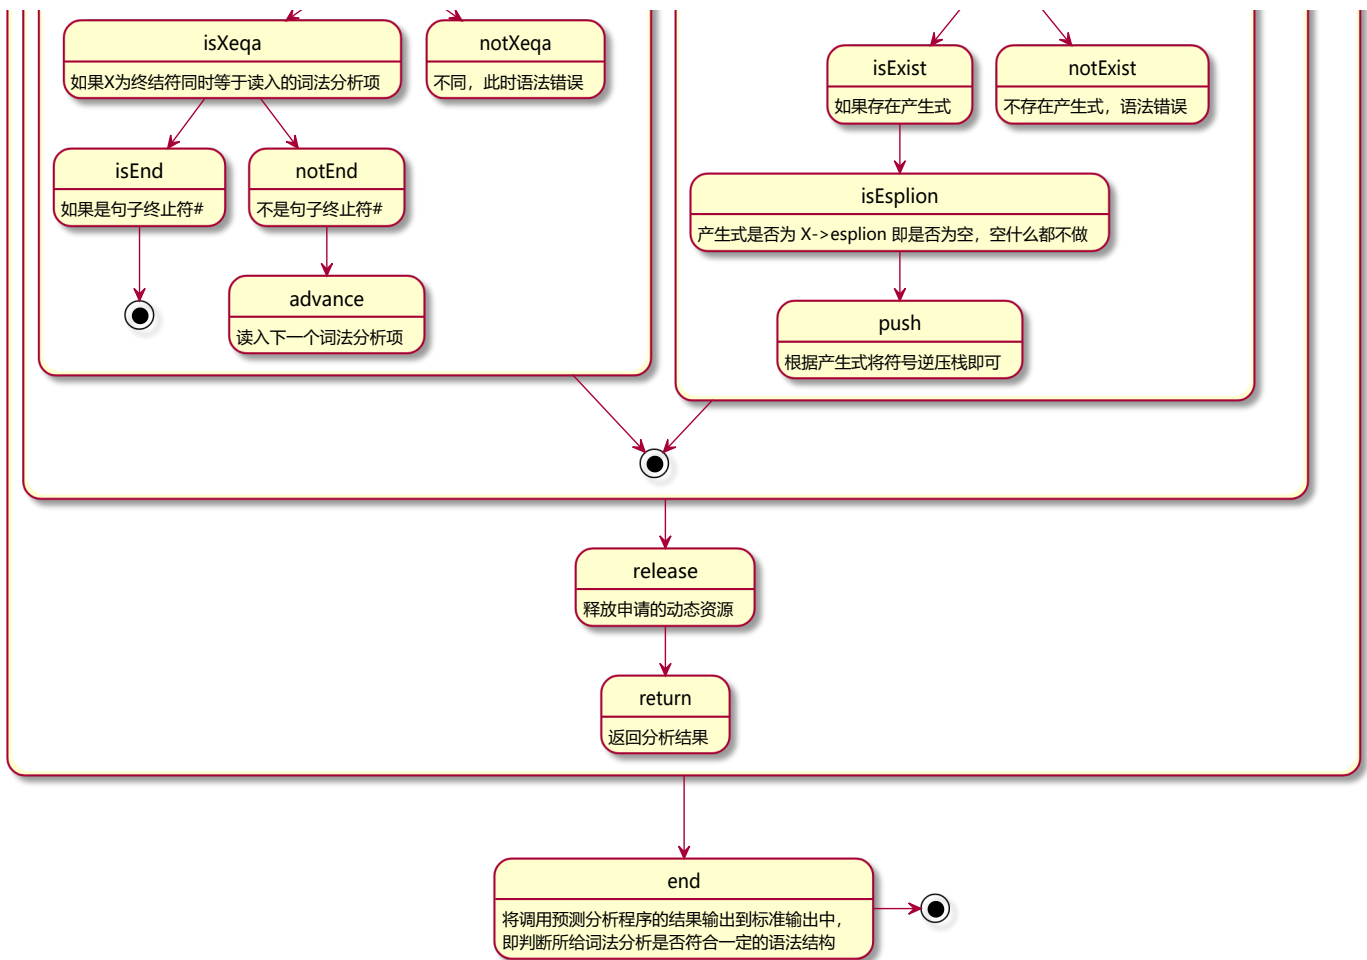 isXeqa
如果X为终结符同时等于读入的词法分析项
notXeqa
不同，此时语法错误
isEnd
如果是句子终止符#
notEnd
不是句子终止符#
advance
读入下一个词法分析项
isExist
如果存在产生式
notExist
不存在产生式，语法错误
isEsplion
产生式是否为 X->esplion 即是否为空，空什么都不做
push
根据产生式将符号逆压栈即可
release
释放申请的动态资源
return
返回分析结果
end
将调用预测分析程序的结果输出到标准输出中，
即判断所给词法分析是否符合一定的语法结构